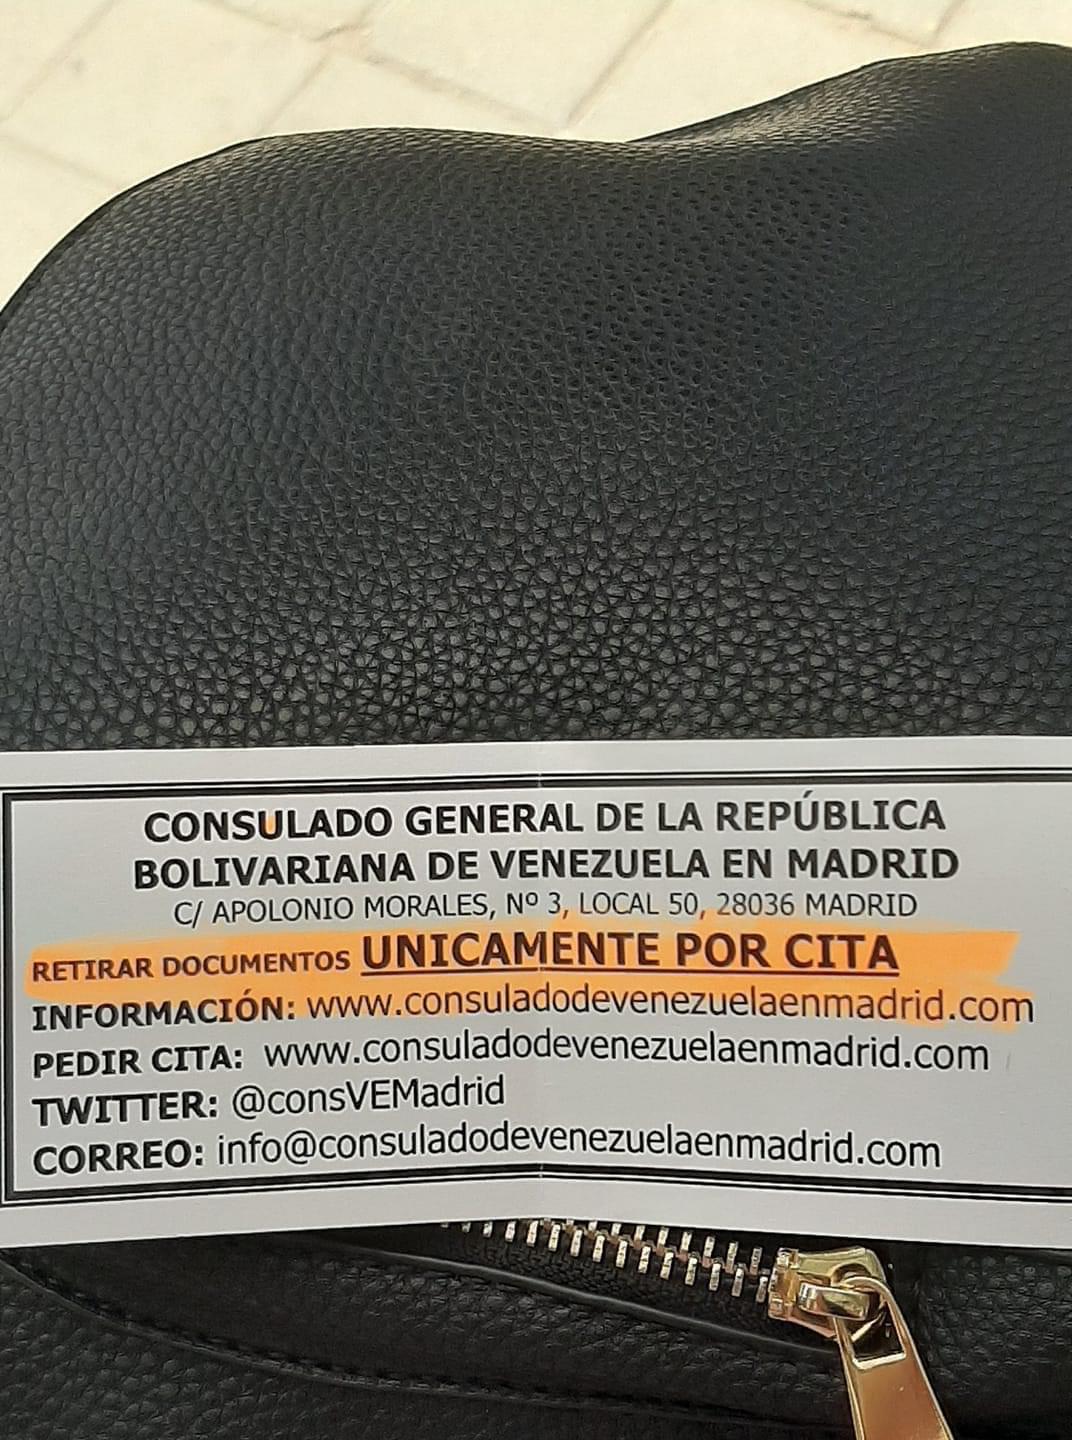 CONSULADO GENERAL DE LA REPÚBLICA
BOLIVARIANA DE VENEZUELA EN MADRID
C/ APOLONIO MORALES, Nº 3, LOCAL 50, 28036 MADRID
RETIRAR DOCUMENTOS UNICAMENTE POR CITA
INFORMACIÓN: www.consuladodevenezuelaenmadrid.com
PEDIR CITA: www.consuladodevenezuelaenmadrid.com
TWITTER: @consVEMadrid
CORREO: info@consuladodevenezuelaenmadrid.com